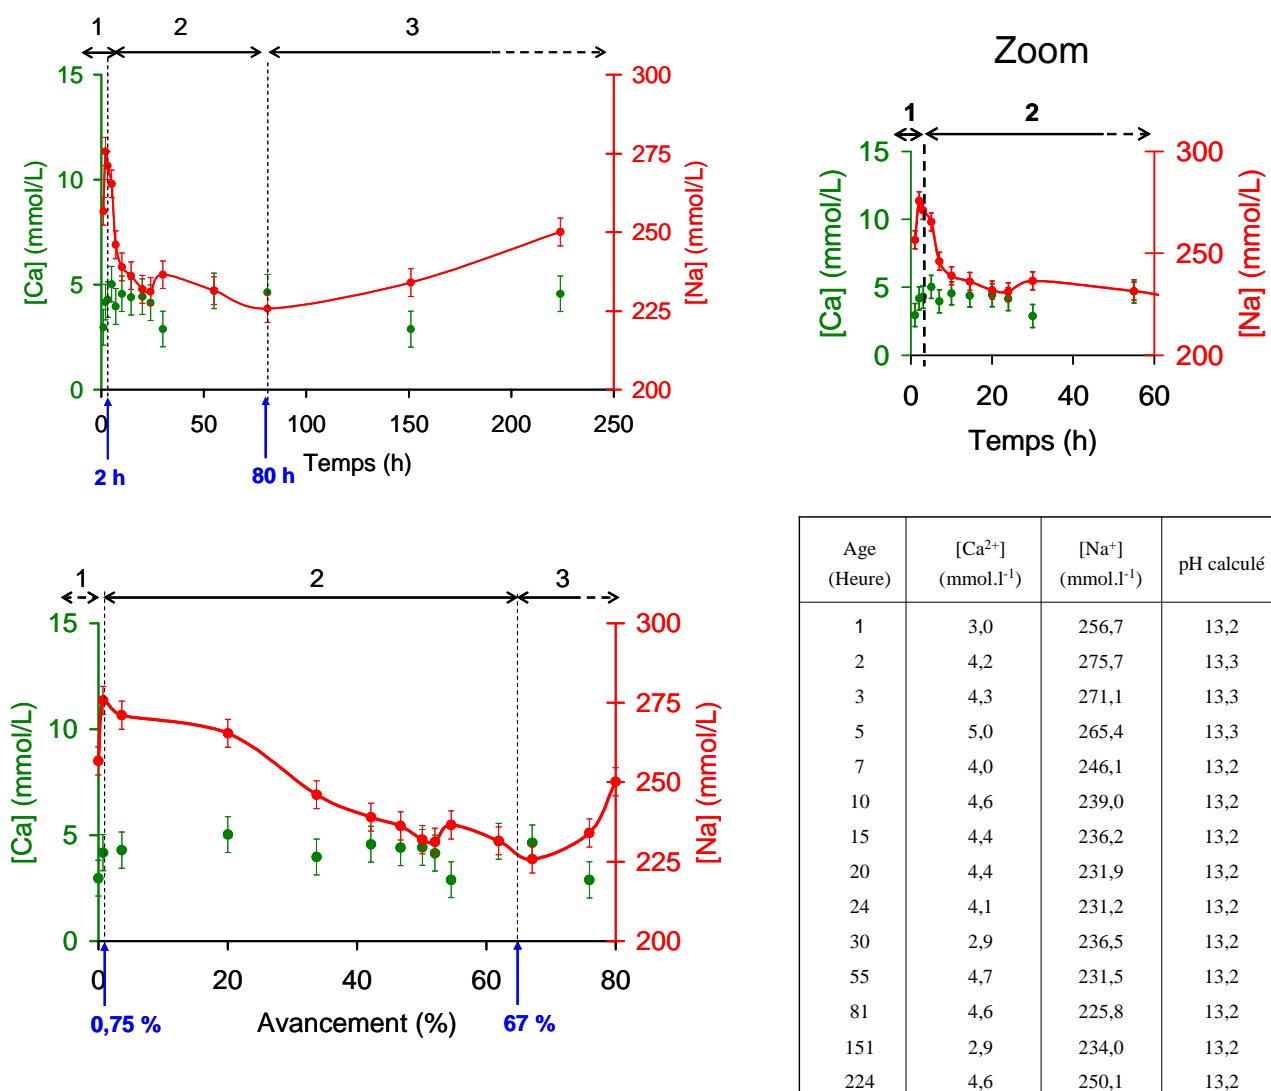 1 2 3
15 300
10 275
250
5 225
0 200
[Ca] (mmol/L)
[Na] (mmol/L)
0 50 100 150 200 250
Temps (h)
2 h
80 h
Zoom
1 2
15 300
10
250
5
0 200
[Ca] (mmol/L)
[Na] (mmol/L)
0 20 40 60
Temps (h)
1 2 3
15 300
275
10
250
5
225
0 200
[Ca] (mmol/L)
[Na] (mmol/L)
0 20 40 60 80
0,75 %
Avancement (%)
67 %
Age [Ca²⁺] [Na⁺] pH calculé
(Heure) (mmol.l⁻¹) (mmol.l⁻¹)
1 3,0 256,7 13,2
2 4,2 275,7 13,3
3 4,3 271,1 13,3
5 5,0 265,4 13,3
7 4,0 246,1 13,2
10 4,6 239,0 13,2
15 4,4 236,2 13,2
20 4,4 231,9 13,2
24 4,1 231,2 13,2
30 2,9 236,5 13,2
55 4,7 231,5 13,2
81 4,6 225,8 13,2
151 2,9 234,0 13,2
224 4,6 250,1 13,2